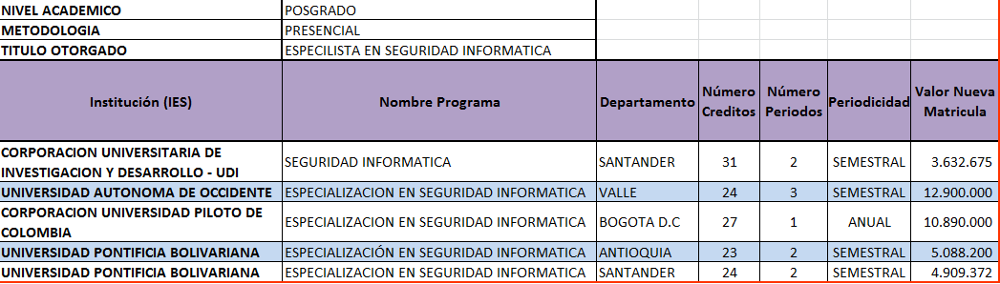 NIVEL ACADEMICO POSGRADO
METODOLOGIA PRESENCIAL
TITULO OTORGADO ESPECILISTA EN SEGURIDAD INFORMATICA
Institución (IES) Nombre Programa Departamento Número Creditos Número Periodos Periodicidad Valor Nueva Matricula
CORPORACION UNIVERSITARIA DE
INVESTIGACION Y DESARROLLO - UDI SEGURIDAD INFORMATICA SANTANDER 31 2 SEMESTRAL 3.632.675
UNIVERSIDAD AUTONOMA DE OCCIDENTE ESPECIALIZACION EN SEGURIDAD INFORMATICA VALLE 24 3 SEMESTRAL 12.900.000
CORPORACION UNIVERSIDAD PILOTO DE
COLOMBIA ESPECIALIZACION EN SEGURIDAD INFORMATICA BOGOTA D.C 27 1 ANUAL 10.890.000
UNIVERSIDAD PONTIFICIA BOLIVARIANA ESPECIALIZACIÓN EN SEGURIDAD INFORMATICA ANTIOQUIA 23 2 SEMESTRAL 5.088.200
UNIVERSIDAD PONTIFICIA BOLIVARIANA ESPECIALIZACION EN SEGURIDAD INFORMATICA SANTANDER 24 2 SEMESTRAL 4.909.372